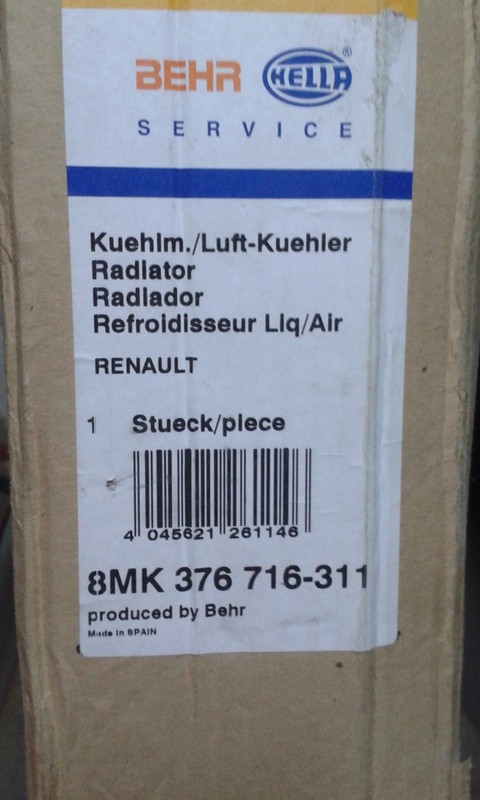 BEHR HELLA®
SERVICE
Kuehlm./Luft-Kuehler
Radiator
Radiador
Refroidisseur Liq/Air
RENAULT
1 Stueck/piece
4 045621 261146
8MK 376 716-311
produced by Behr
Made in SPAIN